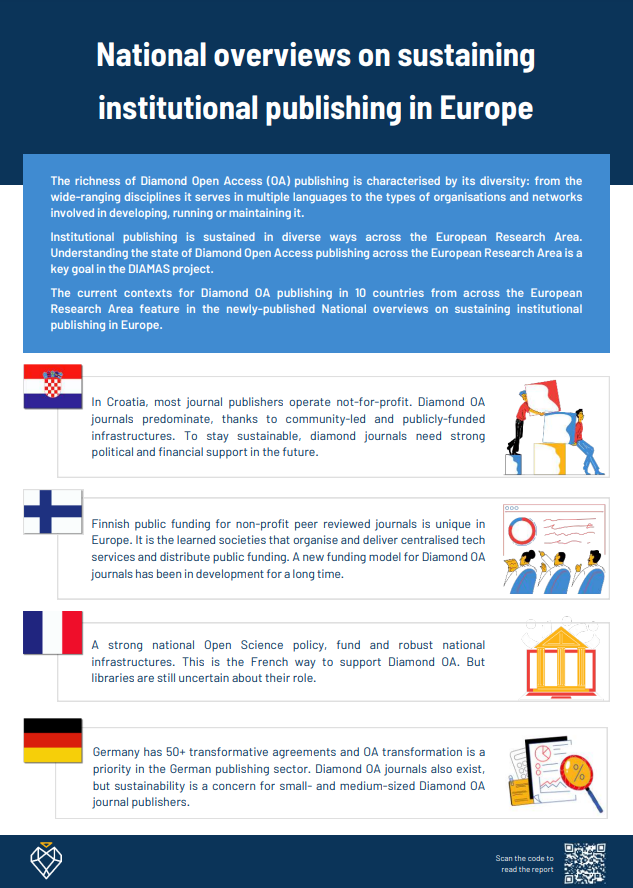 National overviews on sustaining
institutional publishing in Europe
The richness of Diamond Open Access (OA) publishing is characterised by its diversity: from the
wide-ranging disciplines it serves in multiple languages to the types of organisations and networks
involved in developing, running or maintaining it.
Institutional publishing is sustained in diverse ways across the European Research Area.
Understanding the state of Diamond Open Access publishing across the European Research Area is a
key goal in the DIAMAS project.
The current contexts for Diamond OA publishing in 10 countries from across the European
Research Area feature in the newly-published National overviews on sustaining institutional
publishing in Europe.
In Croatia, most journal publishers operate not-for-profit. Diamond OA
journals predominate, thanks to community-led and publicly-funded
infrastructures. To stay sustainable, diamond journals need strong
political and financial support in the future.
Finnish public funding for non-profit peer reviewed journals is unique in
Europe. It is the learned societies that organise and deliver centralised tech
services and distribute public funding. A new funding model for Diamond OA
journals has been in development for a long time.
A strong national Open Science policy, fund and robust national
infrastructures. This is the French way to support Diamond OA. But
libraries are still uncertain about their role.
Germany has 50+ transformative agreements and OA transformation is a
priority in the German publishing sector. Diamond OA journals also exist,
but sustainability is a concern for small- and medium-sized Diamond OA
journal publishers.
%
Scan the code to
read the report